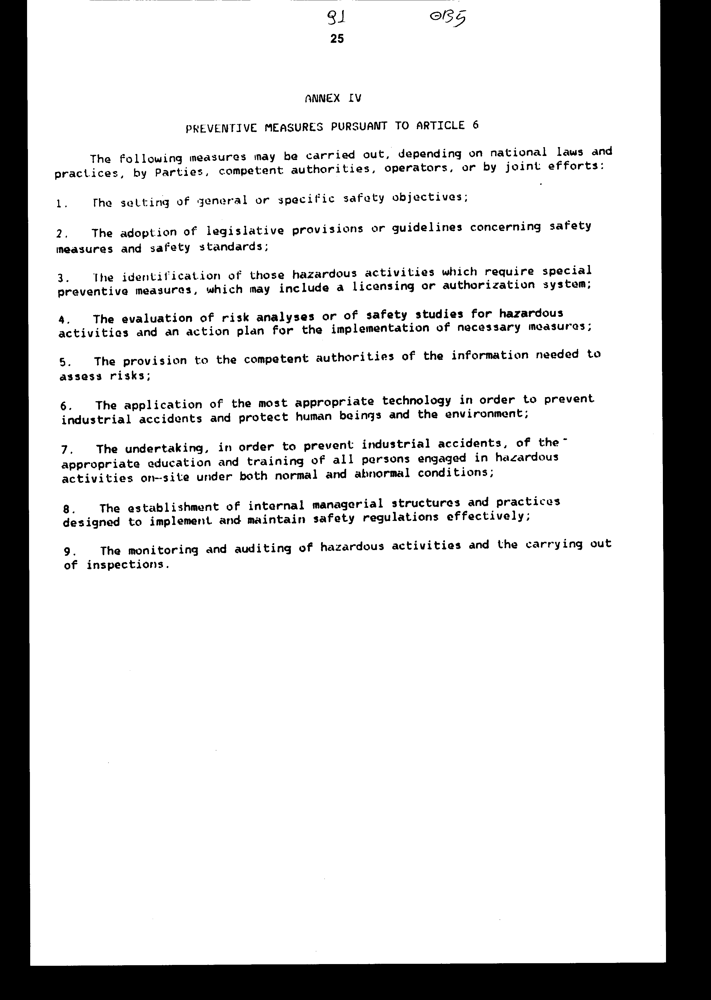 91
25
ANNEX IV
PREVENTIVE MEASURES PURSUANT TO ARTICLE 6
The following measures may be carried out, depending on national laws and
practices, by Parties, competent authorities, operators, or by joint efforts:
1. The setting of general or specific safety objectives;
2. The adoption of legislative provisions or guidelines concerning safety
measures and safety standards;
3. The identification of those hazardous activities which require special
preventive measures, which may include a licensing or authorization system;
4. The evaluation of risk analyses or of safety studies for hazardous
activities and an action plan for the implementation of necessary measures;
5. The provision to the competent authorities of the information needed to
assess risks;
6. The application of the most appropriate technology in order to prevent
industrial accidents and protect human beings and the environment;
7. The undertaking, in order to prevent industrial accidents, of the
appropriate education and training of all persons engaged in hazardous
activities on-site under both normal and abnormal conditions;
8. The establishment of internal managerial structures and practices
designed to implement and maintain safety regulations effectively;
9. The monitoring and auditing of hazardous activities and the carrying out
of inspections.